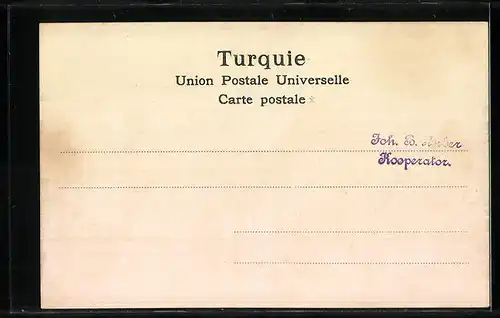 Turquie
Union Postale Universelle
Carte postale
Joh. B.
Kooperator.